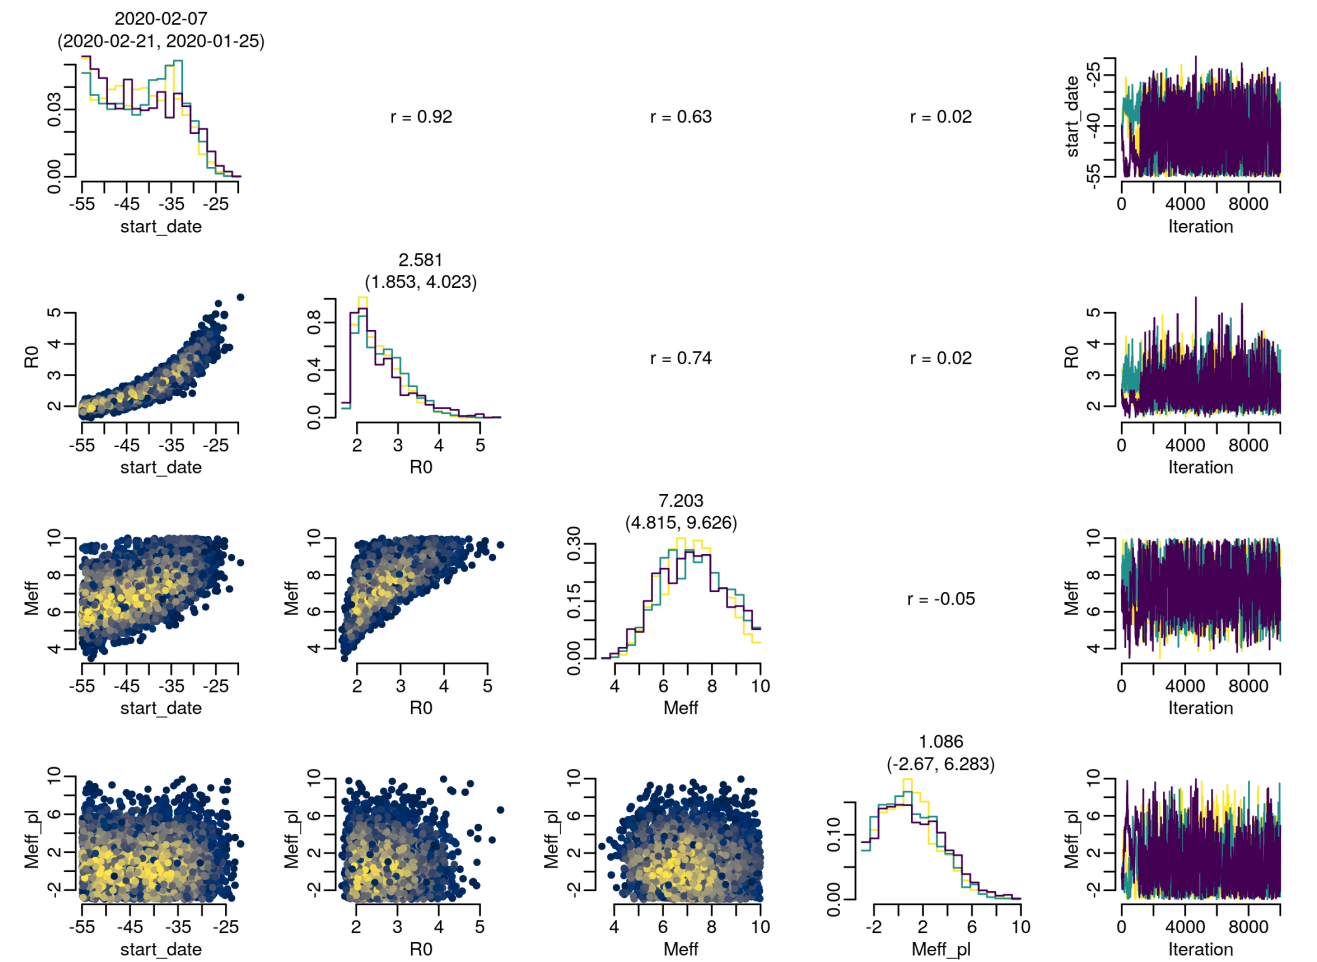 2020-02-07
(2020-02-21, 2020-01-25)
0.00 0.03
-55 -45 -35 -25
start_date
r = 0.92
r = 0.63
r = 0.02
start_date
-55 -40 -25
0 4000 8000
Iteration
R0
2 3 4 5
-55 -45 -35 -25
start_date
2.581
(1.853, 4.023)
0.0 0.4 0.8
2 3 4 5
R0
r = 0.74
r = 0.02
R0
2 3 4 5
0 4000 8000
Iteration
Meff
4 6 8 10
-55 -45 -35 -25
start_date
Meff
4 6 8 10
2 3 4 5
R0
7.203
(4.815, 9.626)
0.00 0.15 0.30
4 6 8 10
Meff
r = -0.05
Meff
4 6 8 10
0 4000 8000
Iteration
Meff_pl
-2 2 6 10
-55 -45 -35 -25
start_date
Meff_pl
-2 2 6 10
2 3 4 5
R0
Meff_pl
-2 2 6 10
4 6 8 10
Meff
1.086
(-2.67, 6.283)
0.00 0.10
-2 2 6 10
Meff_pl
Meff_pl
-2 2 6 10
0 4000 8000
Iteration